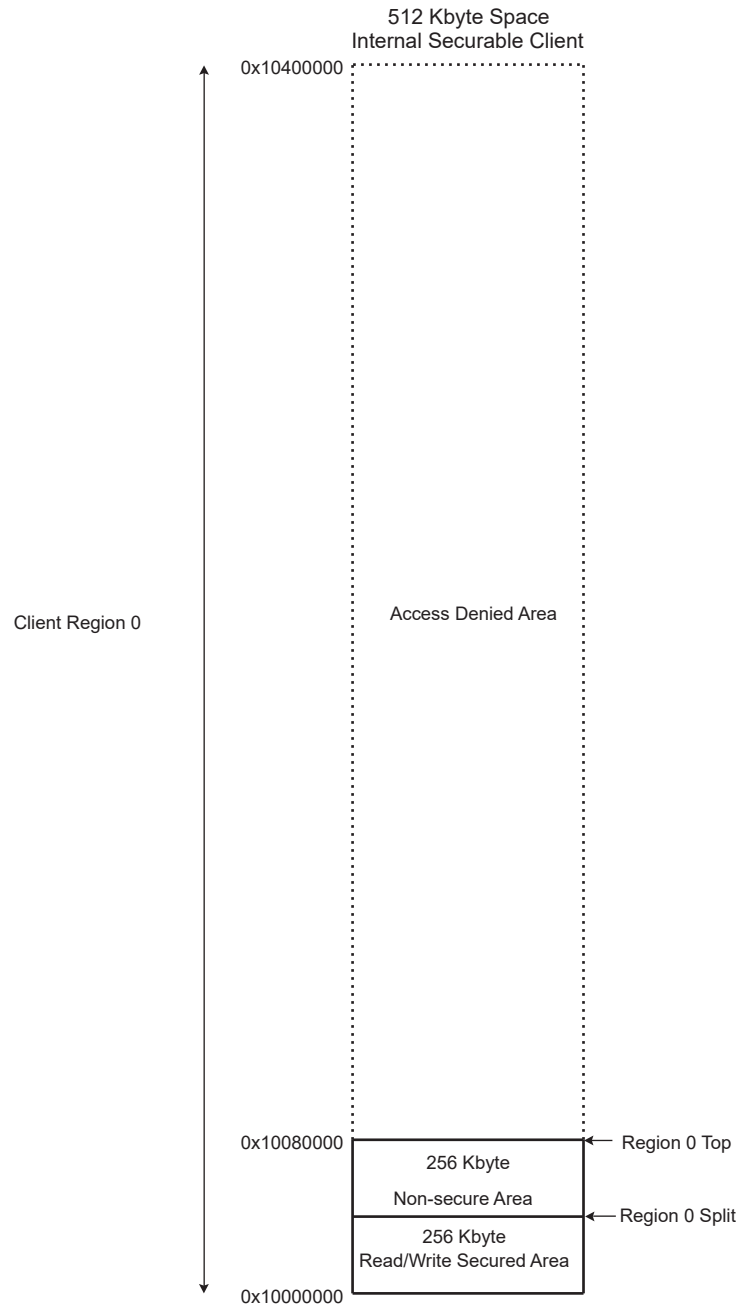 512 Kbyte Space
Internal Securable Client
0x10400000
Client Region 0
Access Denied Area
0x10080000
Region 0 Top
256 Kbyte
Non-secure Area
Region 0 Split
256 Kbyte
Read/Write Secured Area
0x10000000